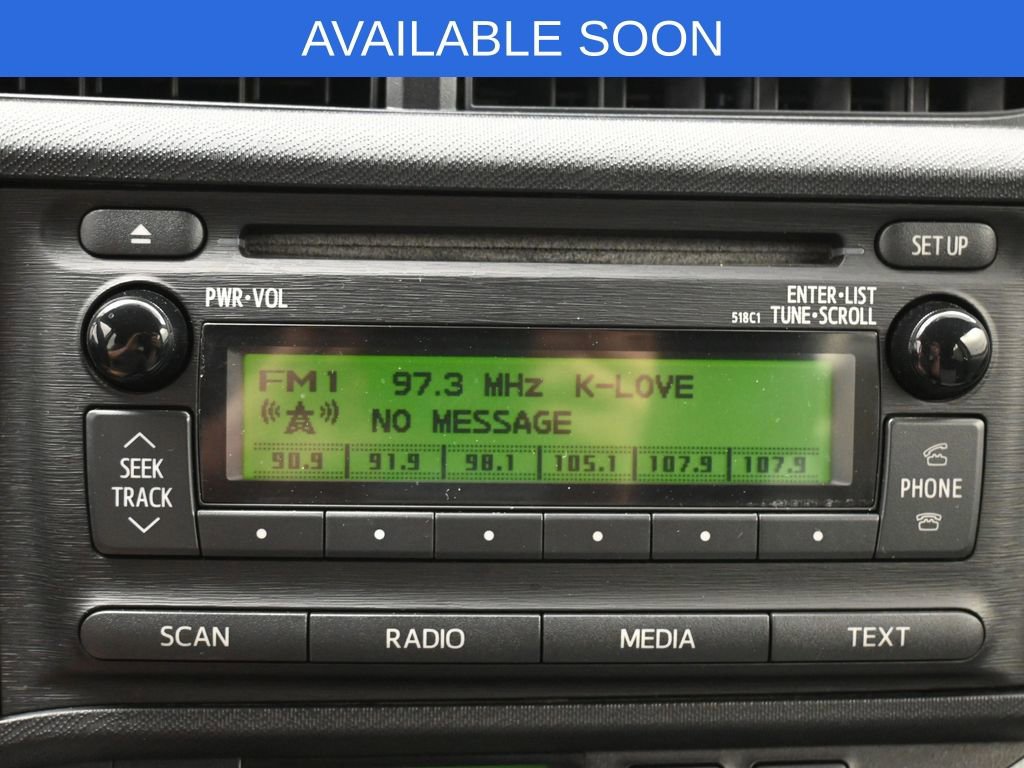 AVAILABLE SOON
SET UP
PWR•VOL
ENTER•LIST
518C1 TUNE•SCROLL
FM1 97.3 MHz K-LOVE
NO MESSAGE
90.9 91.9 98.1 105.1 107.9 107.9
SEEK
TRACK
PHONE
SCAN RADIO MEDIA TEXT